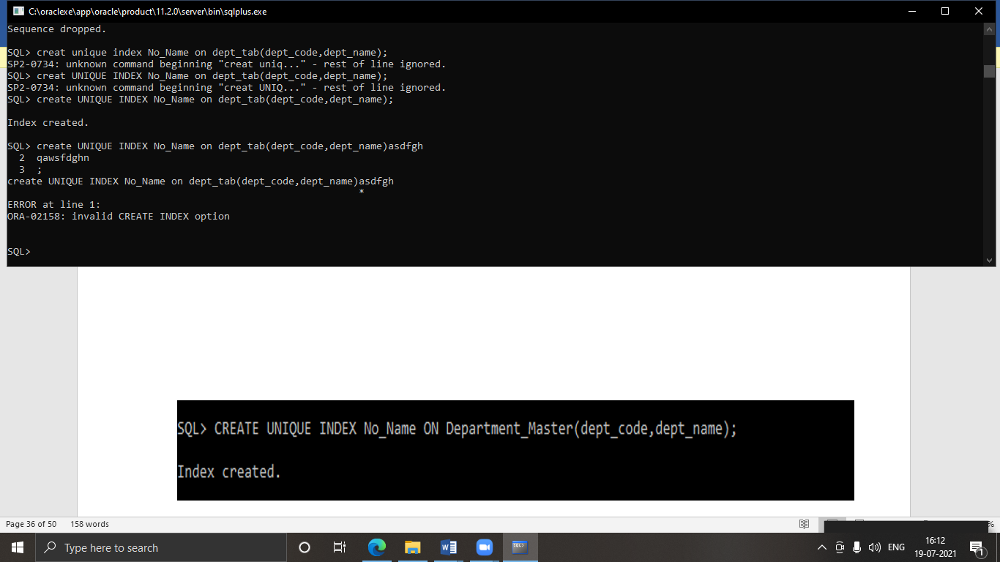 C:\oraclexe\app\oracle\product\11.2.0\server\bin\sqlplus.exe
Sequence dropped.
SQL> creat unique index No_Name on dept_tab(dept_code,dept_name);
SP2-0734: unknown command beginning "creat uniq..." - rest of line ignored.
SQL> creat UNIQUE INDEX No_Name on dept_tab(dept_code,dept_name);
SP2-0734: unknown command beginning "creat UNIQ..." - rest of line ignored.
SQL> create UNIQUE INDEX No_Name on dept_tab(dept_code,dept_name);
Index created.
SQL> create UNIQUE INDEX No_Name on dept_tab(dept_code,dept_name)asdfgh
2 qawsfdghn
3 ;
create UNIQUE INDEX No_Name on dept_tab(dept_code,dept_name)asdfgh
*
ERROR at line 1:
ORA-02158: invalid CREATE INDEX option
SQL>
SQL> CREATE UNIQUE INDEX No_Name ON Department_Master(dept_code,dept_name);
Index created.
Page 36 of 50 158 words %
Type here to search
SQL>
ENG
16:12
19-07-2021
1